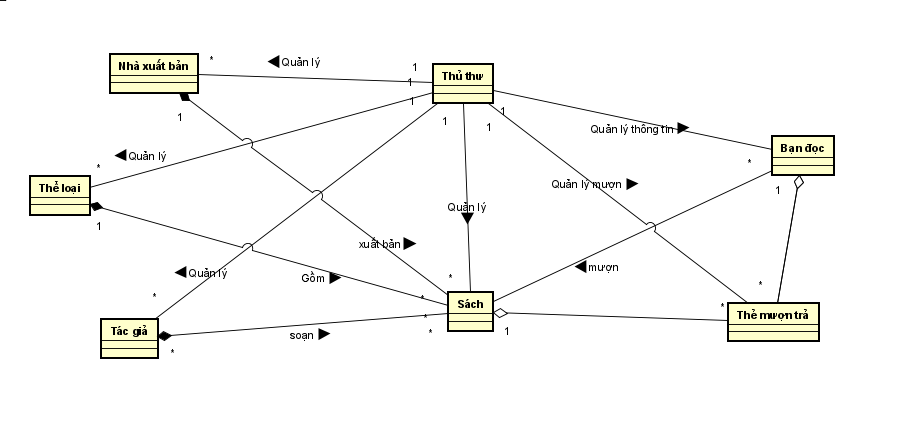 Nhà xuất bản
*
Quản lý
1
1
1
Thủ thư
1
1
1
Quản lý thông tin
Bạn đọc
*
1
1
Quản lý
*
Thể loại
1
Quản lý mượn
Quản lý
xuất bản
mượn
Quản lý
Gồm
*
*
*
*
*
*
Sách
1
Thẻ mượn trả
*
Tác giả
soạn
*